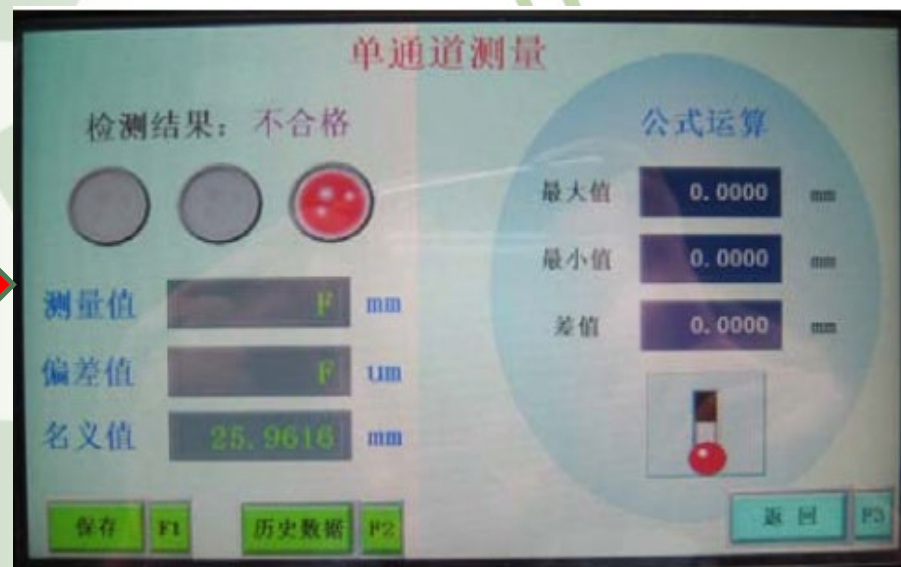 单通道测量
检测结果: 不合格
测量值 F mm
偏差值 F um
名义值 25.9616 mm
公式运算
最大值 0.0000 mm
最小值 0.0000 mm
差值 0.0000 mm
保存 F1 历史数据 F2 返回 F3